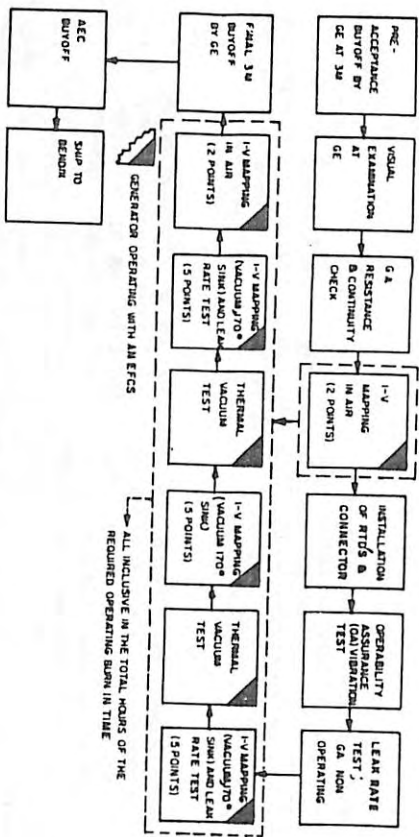 PRE-
ACCEPTANCE
BUYOFF BY
GE AT 3M
VISUAL
EXAMINATION
AT
GE
GA
RESISTANCE
& CONTINUITY
CHECK
I-V
MAPPING
IN AIR
(2 POINTS)
INSTALLATION
OF RTD'S &
CONNECTOR
OPERABILITY
ASSURANCE
(OA) VIBRATION
TEST
LEAK RATE
TEST;
GA NON
OPERATING
I-V MAPPING
(VACUUM,170°
SINK) AND LEAK
RATE TEST
(5 POINTS)
THERMAL
VACUUM
TEST
I-V MAPPING
(VACUUM 170°
SINK)
(5 POINTS)
THERMAL
VACUUM
TEST
I-V MAPPING
(VACUUM,170°
SINK) AND LEAK
RATE TEST
(5 POINTS)
I-V MAPPING
IN AIR
(2 POINTS)
FINAL 3M
BUYOFF
BY GE
AEC
BUYOFF
SHIP TO
BENDIX
GENERATOR OPERATING WITH AN EFCS
ALL INCLUSIVE IN THE TOTAL HOURS OF THE
REQUIRED OPERATING BURN IN TIME